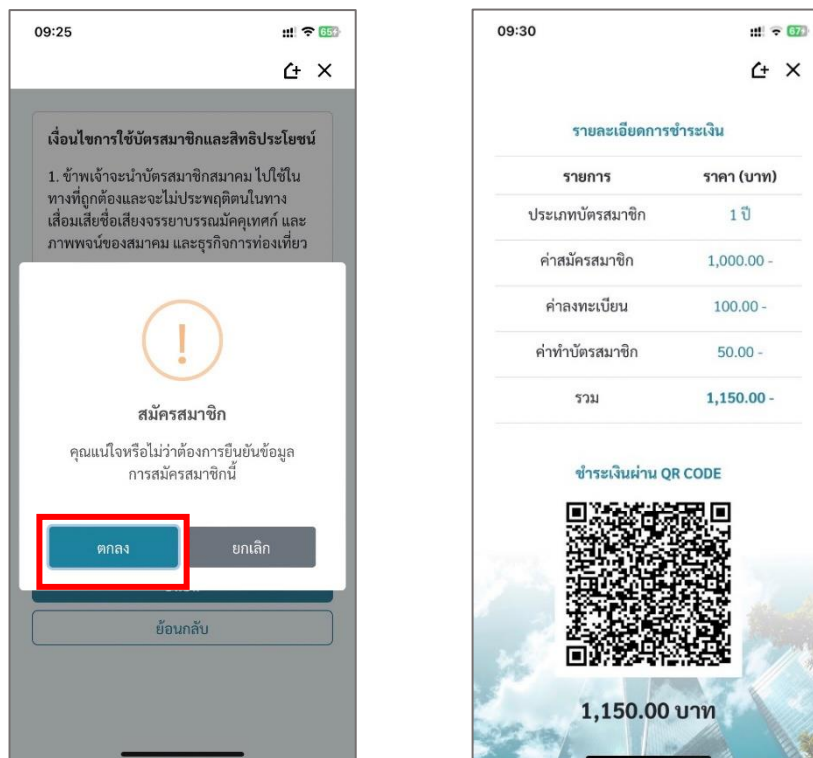 09:25
65
เงื่อนไขการใช้บัตรสมาชิกและสิทธิประโยชน์
1. ข้าพเจ้าจะนำบัตรสมาชิกสมาคม ไปใช้ใน
ทางที่ถูกต้องและจะไม่ประพฤติตนในทาง
เสื่อมเสียชื่อเสียงจรรยาบรรณมัคคุเทศก์ และ
ภาพพจน์ของสมาคม และธุรกิจการท่องเที่ยว
!
สมัครสมาชิก
คุณแน่ใจหรือไม่ว่าต้องการยืนยันข้อมูล
การสมัครสมาชิกนี้
ตกลง ยกเลิก
ย้อนกลับ
09:30
67
รายละเอียดการชำระเงิน
รายการ ราคา (บาท)
ประเภทบัตรสมาชิก 1 ปี
ค่าสมัครสมาชิก 1,000.00 -
ค่าลงทะเบียน 100.00 -
ค่าทำบัตรสมาชิก 50.00 -
รวม 1,150.00 -
ชำระเงินผ่าน QR CODE
1,150.00 บาท